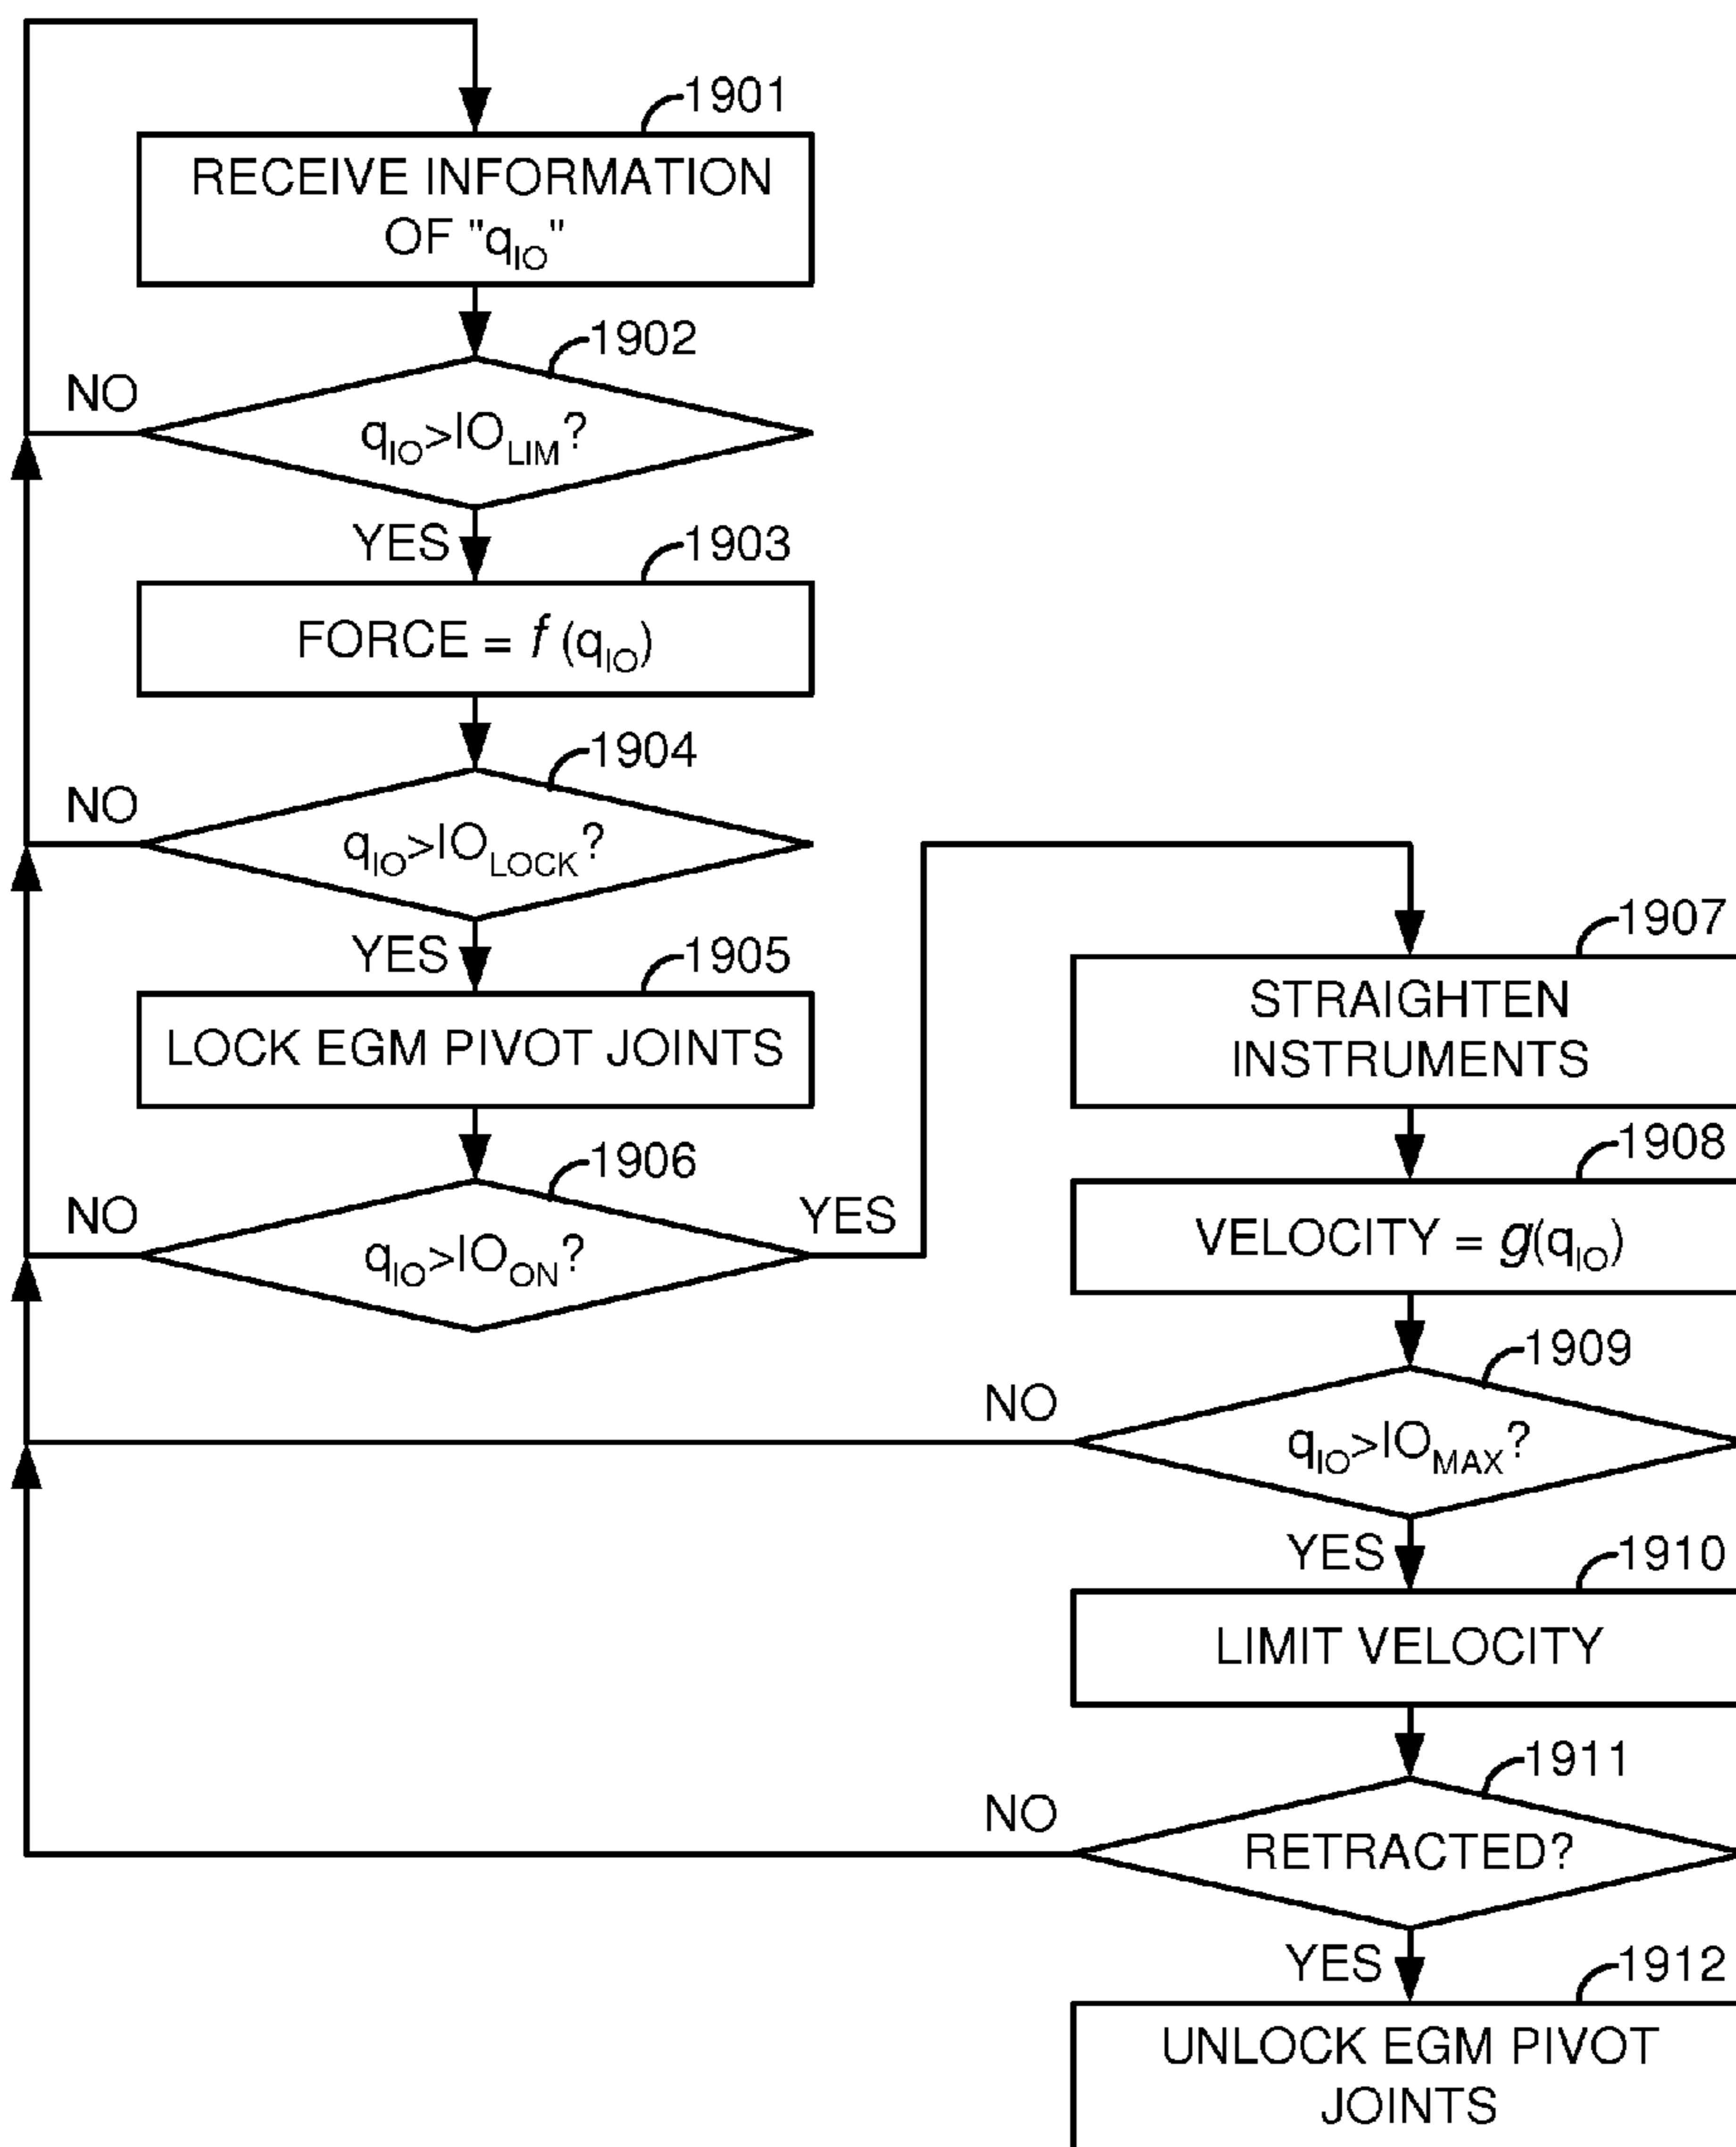 1901
RECEIVE INFORMATION
OF "qIO"
1902
NO
qIO>IOLIM?
YES
1903
FORCE = f (qIO)
1904
NO
qIO>IOLOCK?
YES
1905
LOCK EGM PIVOT JOINTS
1906
NO
YES
qIO>IOON?
1907
STRAIGHTEN
INSTRUMENTS
1908
VELOCITY = g(qIO)
1909
NO
qIO>IOMAX?
YES
1910
LIMIT VELOCITY
1911
NO
RETRACTED?
YES
1912
UNLOCK EGM PIVOT
JOINTS